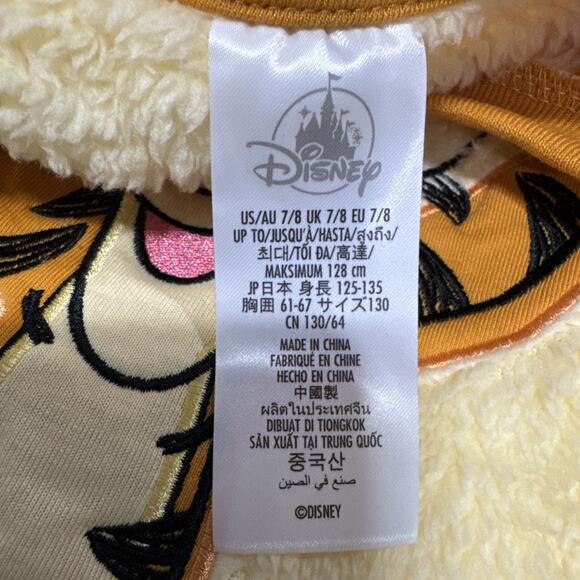 Disney
US/AU 7/8 UK 7/8 EU 7/8
UP TO/JUSQU'À/HASTA/สูงถึง/
최대/TỐI ĐA/高達/
MAKSIMUM 128 cm
JP日本 身長 125-135
胸囲 61-67 サイズ130
CN 130/64
MADE IN CHINA
FABRIQUÉ EN CHINE
HECHO EN CHINA
中國製
ผลิตในประเทศจีน
DIBUAT DI TIONGKOK
SẢN XUẤT TẠI TRUNG QUỐC
중국산
صنع في الصين
©DISNEY